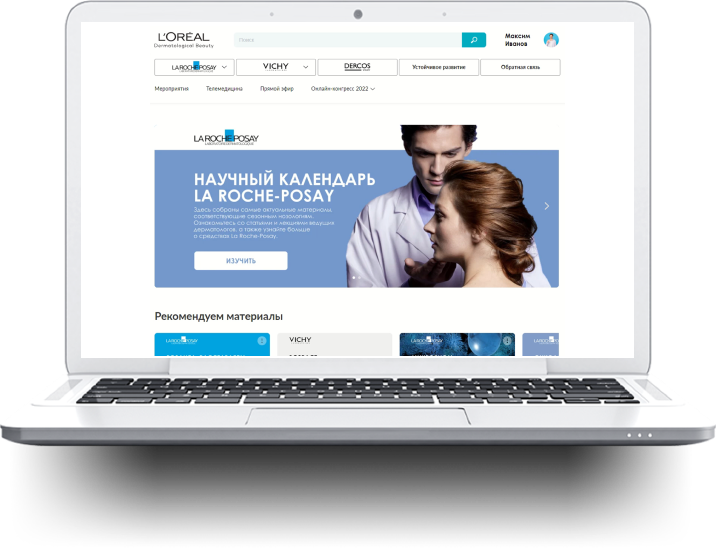 L'ORÉAL
Dermatological Beauty
Поиск
Максим
Иванов
LA ROCHE-POSAY
VICHY
DERCOS
Устойчивое развитие
Обратная связь
Мероприятия
Телемедицина
Прямой эфир
Онлайн-конгресс 2022
LA ROCHE-POSAY
LABORATOIRE DERMATOLOGIQUE
НАУЧНЫЙ КАЛЕНДАРЬ
LA ROCHE-POSAY
Здесь собраны самые актуальные материалы,
соответствующие сезонным нозологиям.
Ознакомьтесь со статьями и лекциями ведущих
дерматологов, а также узнайте больше
о средствах La Roche-Posay.
ИЗУЧИТЬ
Рекомендуем материалы
LA ROCHE-POSAY
VICHY
LA ROCHE-POSAY
LA ROCHE-POSAY